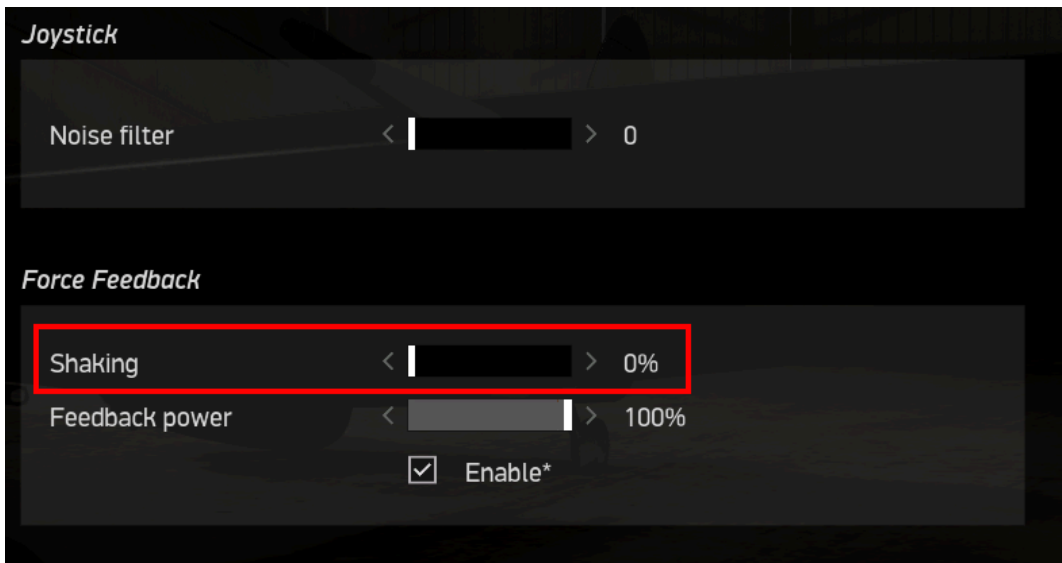 Joystick
Noise filter < > 0
Force Feedback
Shaking < > 0%
Feedback power < > 100%
Enable*